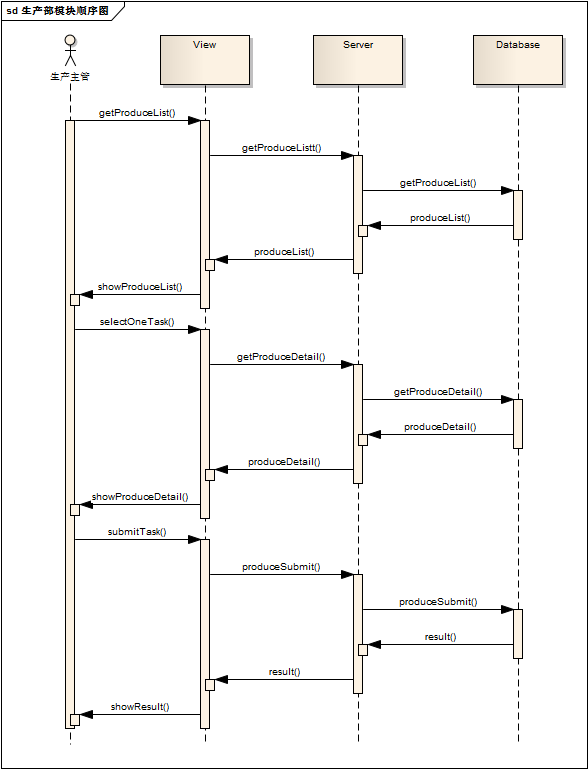 sd 生产部模块顺序图
生产主管
View
Server
Database
getProduceList()
getProduceListt()
getProduceList()
produceList()
produceList()
showProduceList()
selectOneTask()
getProduceDetail()
getProduceDetail()
produceDetail()
produceDetail()
showProduceDetail()
submitTask()
produceSubmit()
produceSubmit()
result()
result()
showResult()